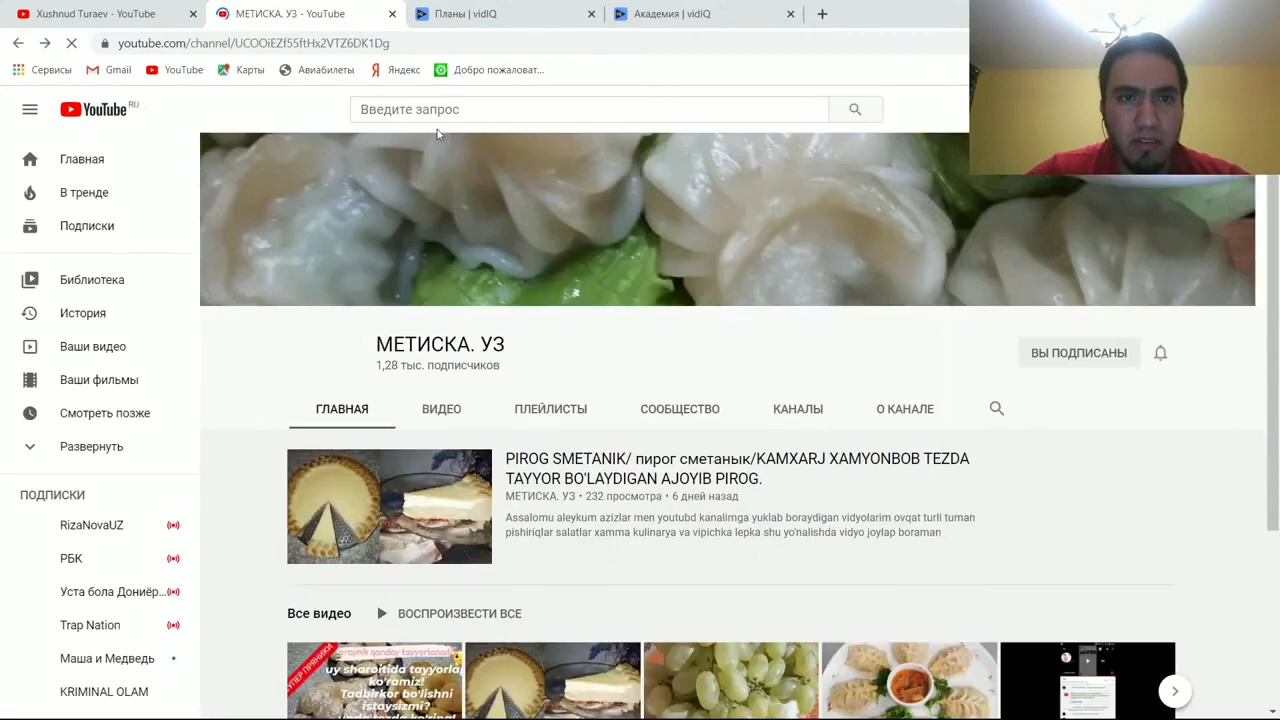 Xushnud Turaev - YouTube
МЕТИСКА. УЗ - YouTube
Планы | vidIQ
Академия | vidIQ
youtube.com/channel/UCOOiEZf55ftHx2VTZ6DK1Dg
Сервисы
Gmail
YouTube
Карты
Авиабилеты
Яндекс
Добро пожаловат...
YouTube RU
Введите запрос
Главная
В тренде
Подписки
Библиотека
История
Ваши видео
Ваши фильмы
Смотреть позже
Развернуть
ПОДПИСКИ
RizaNovaUZ
РБК
Уста бола Дониёр...
Trap Nation
Маша и Медведь
KRIMINAL OLAM
МЕТИСКА. УЗ
1,28 тыс. подписчиков
ВЫ ПОДПИСАНЫ
ГЛАВНАЯ
ВИДЕО
ПЛЕЙЛИСТЫ
СООБЩЕСТВО
КАНАЛЫ
О КАНАЛЕ
PIROG SMETANIK/ пирог сметанык/KAMXARJ XAMYONBOB TEZDA
TAYYOR BO'LAYDIGAN AJOYIB PIROG.
МЕТИСКА. УЗ • 232 просмотра • 6 дней назад
Assalomu aleykum azizlar men youtubd kanalimga yuklab boraydigan vidyolarim ovqat turli tuman
pishiriqlar salatlar xamma kulinarya va vipichka lepka shu yo'nalishda vidyo joylap boraman
Все видео
ВОСПРОИЗВЕСТИ ВСЕ
uy sharoitida tayyorla
ko'ramiz!
Tadbirkor bo'lishni